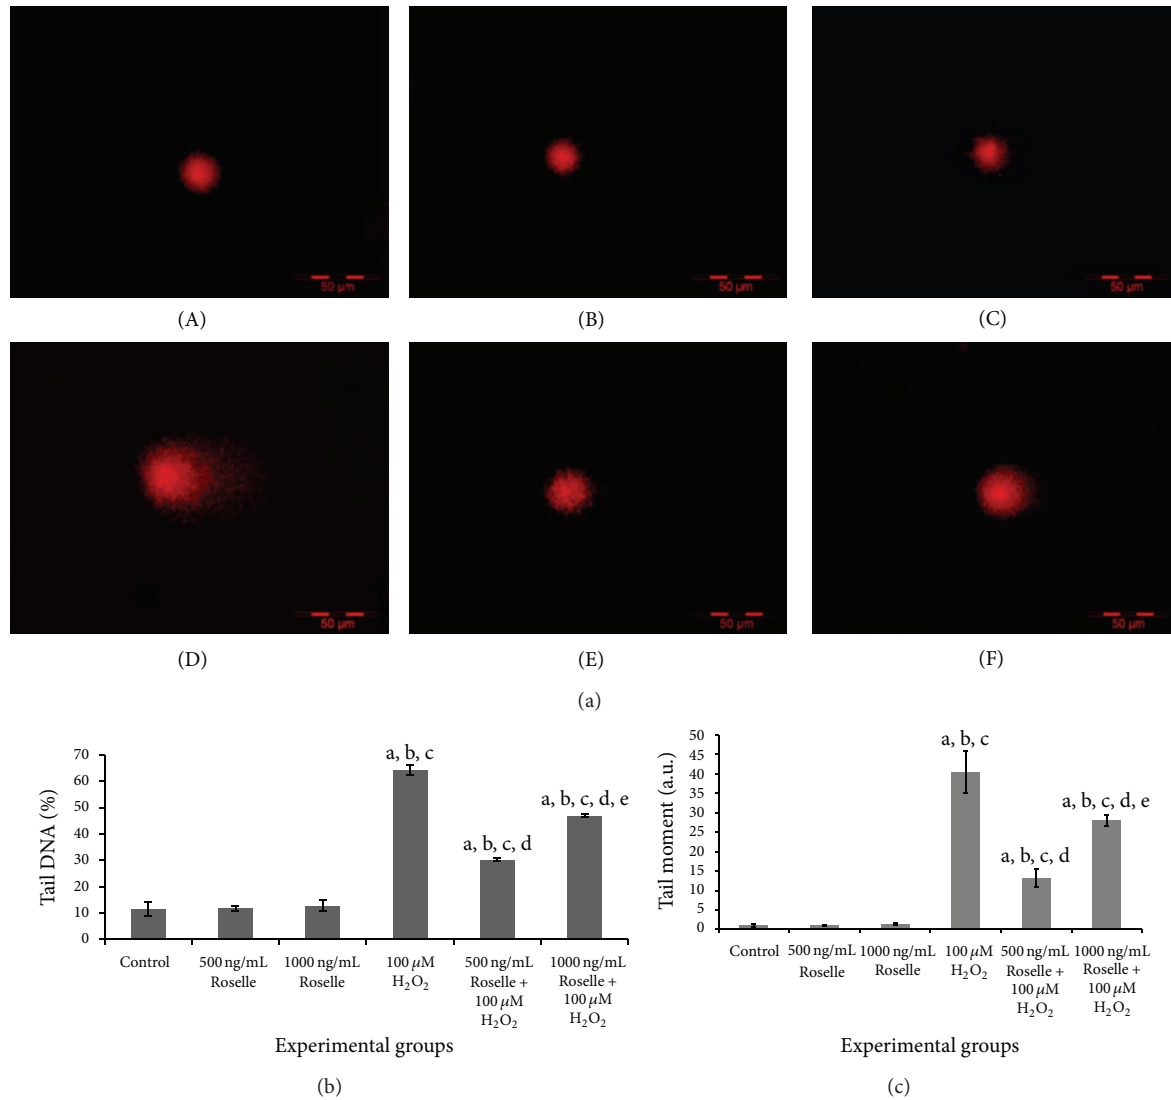 50 µm
50 µm
50 µm
(A)
(B)
(C)
50 µm
50 µm
50 µm
(D)
(E)
(F)
(a)
Tail DNA (%)
70
60
50
40
30
20
10
0
a, b, c
a, b, c, d
a, b, c, d, e
Control
500 ng/mL
Roselle
1000 ng/mL
Roselle
100 µM
H₂O₂
500 ng/mL
Roselle +
100 µM
H₂O₂
1000 ng/mL
Roselle +
100 µM
H₂O₂
Experimental groups
(b)
Tail moment (a.u.)
50
45
40
35
30
25
20
15
10
5
0
a, b, c
a, b, c, d
a, b, c, d, e
Control
500 ng/mL
Roselle
1000 ng/mL
Roselle
100 µM
H₂O₂
500 ng/mL
Roselle +
100 µM
H₂O₂
1000 ng/mL
Roselle +
100 µM
H₂O₂
Experimental groups
(c)